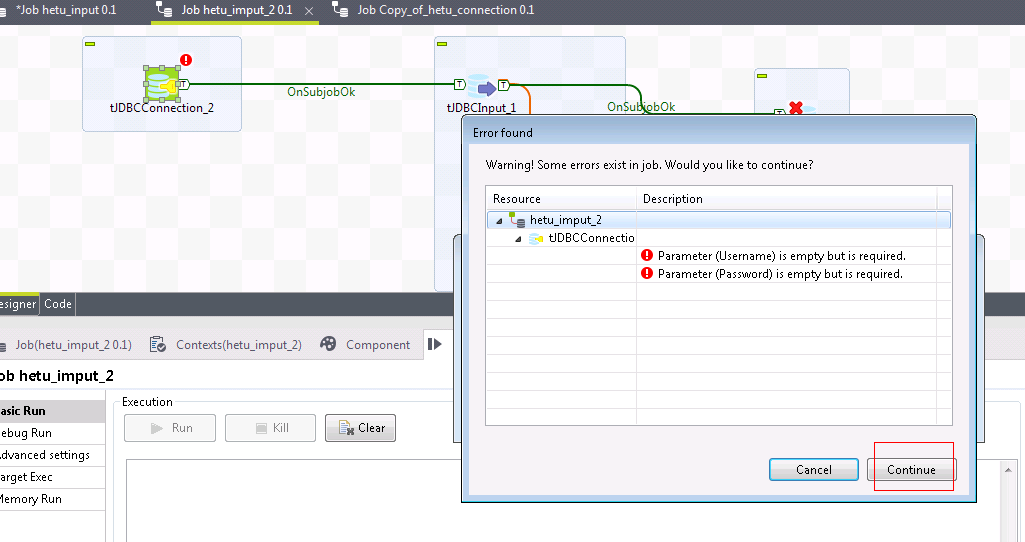 *Job hetu_input 0.1
Job hetu_imput_2 0.1
Job Copy_of_hetu_connection 0.1
T
tJDBCConnection_2
OnSubjobOk
T
T
tJDBCInput_1
OnSubjobOk
T
Error found
Warning! Some errors exist in job. Would you like to continue?
Resource
Description
hetu_imput_2
tJDBCConnectio
Parameter (Username) is empty but is required.
Parameter (Password) is empty but is required.
Cancel
Continue
esigner
Code
Job(hetu_imput_2 0.1)
Contexts(hetu_imput_2)
Component
ob hetu_imput_2
asic Run
ebug Run
dvanced settings
arget Exec
Memory Run
Execution
Run
Kill
Clear